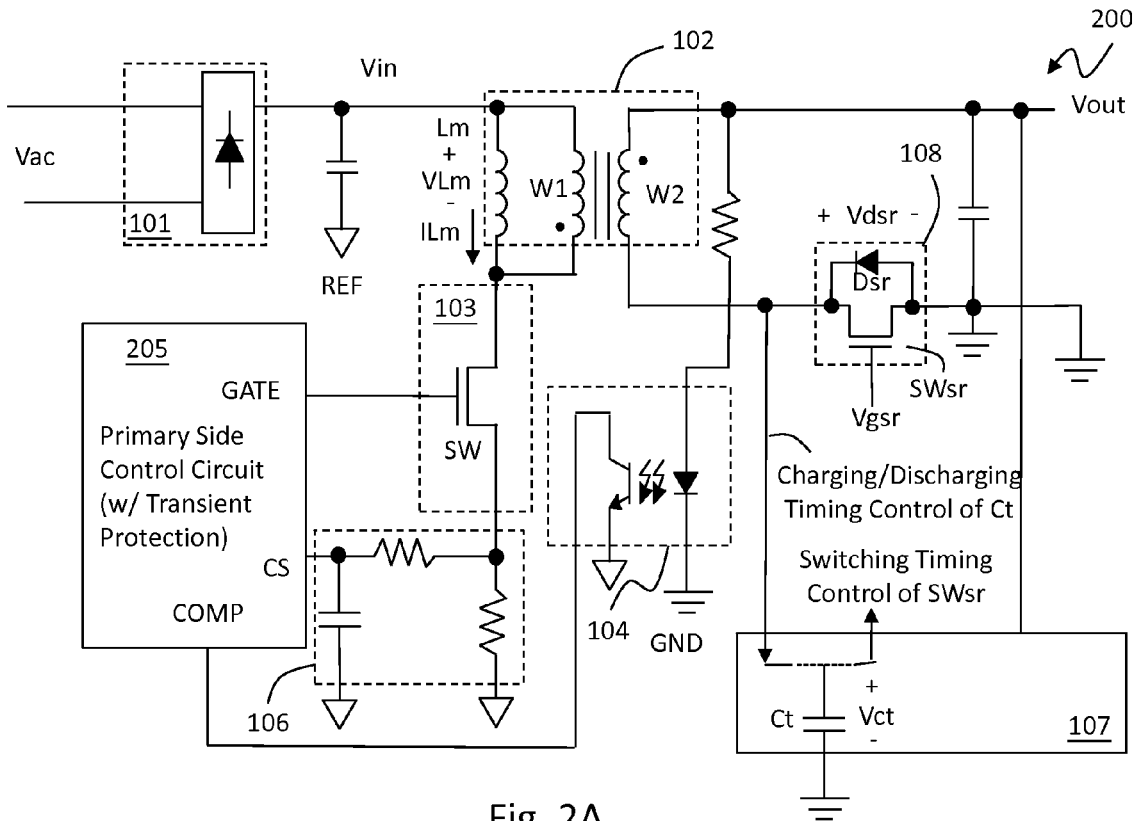 200
102
Vin
Vout
Vac
Lm
+
VLm
-
ILm
W1
W2
108
101
+ Vdsr -
Dsr
REF
103
205
GATE
SWsr
Vgsr
SW
Primary Side
Control Circuit
(w/ Transient
Protection)
Charging/Discharging
Timing Control of Ct
CS
Switching Timing
Control of SWsr
COMP
104
GND
106
Ct
+
Vct
-
107
Fig. 2A